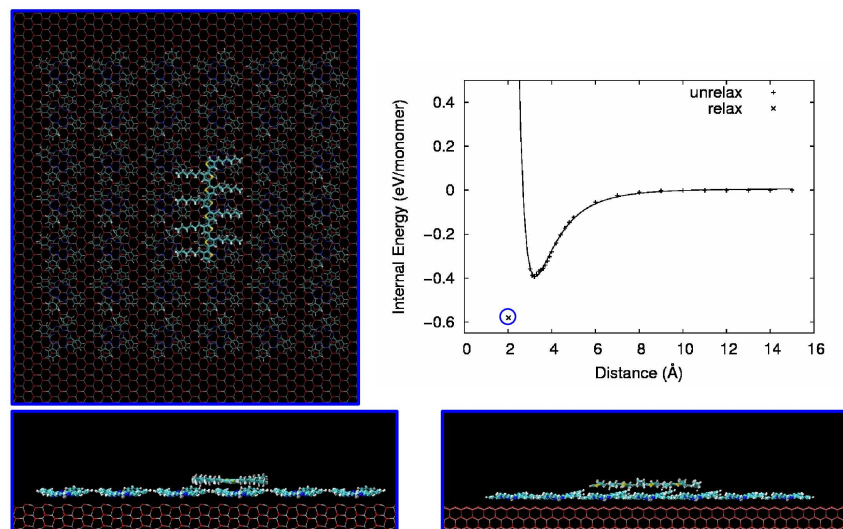 0.4
0.2
0
−0.2
−0.4
−0.6
Internal Energy (eV/monomer)
unrelax
relax
0 2 4 6 8 10 12 14 16
Distance (Å)